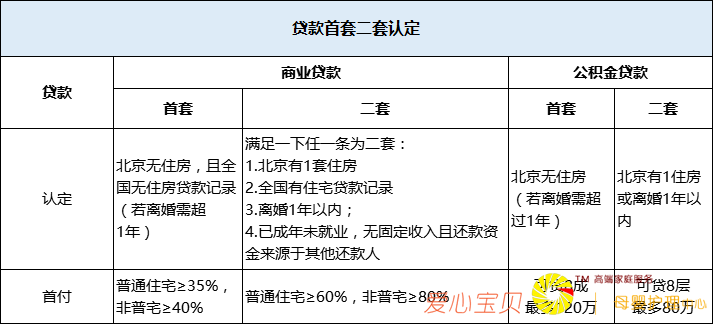 贷款首套二套认定
贷款
商业贷款
公积金贷款
首套
二套
首套
二套
认定
北京无住房，且全
国无住房贷款记录
（若离婚需超
1年）
满足一下任一条为二套：
1.北京有1套住房
2.全国有住宅贷款记录
3.离婚1年以内；
4.已成年未就业，无固定收入且还款资
金来源于其他还款人
北京无住房
（若离婚需超
过1年）
北京有1住房
或离婚1年以
内
首付
普通住宅≥35%，
非普宅≥40%
普通住宅≥60%，非普宅≥80%
成
最多
20万
可贷8层
最多80万
爱心宝贝
TM 高端家庭服务
母婴护理中心